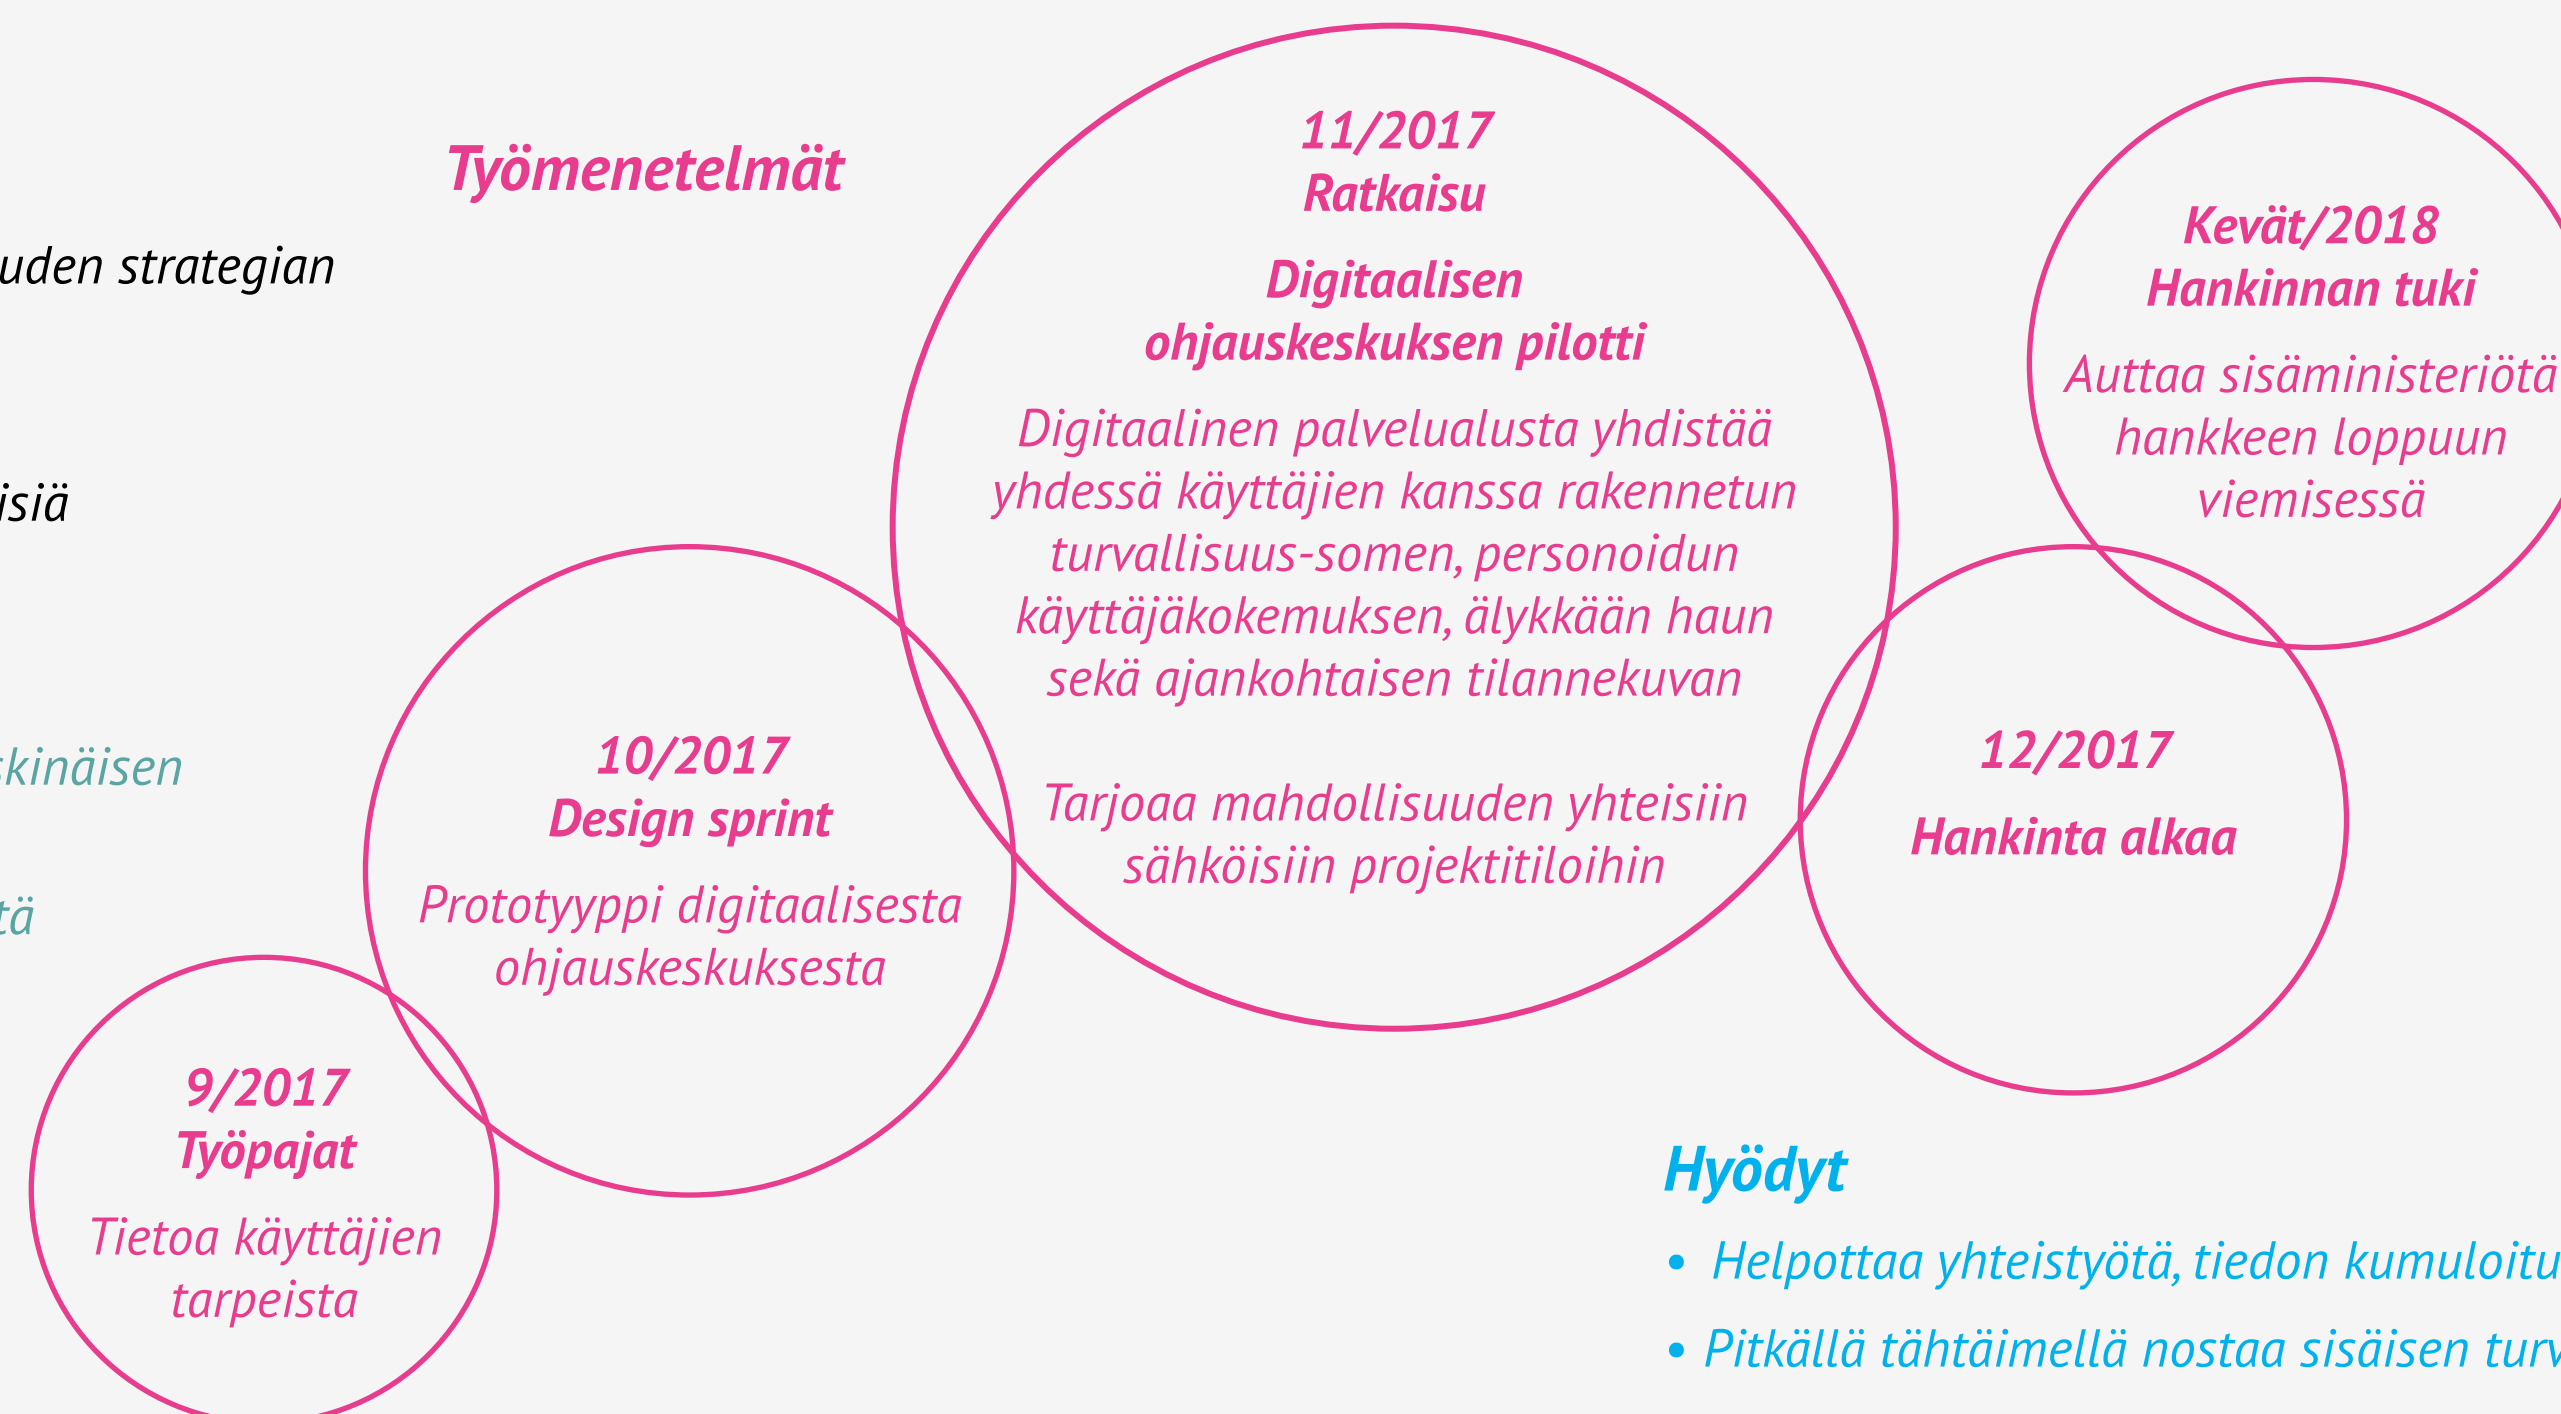 Työmenetelmät
uden strategian
isiä
skinäisen
tä
9/2017
Työpajat
Tietoa käyttäjien
tarpeista
10/2017
Design sprint
Prototyyppi digitaalisesta
ohjauskeskuksesta
11/2017
Ratkaisu
Digitaalisen
ohjauskeskuksen pilotti
Digitaalinen palvelualusta yhdistää
yhdessä käyttäjien kanssa rakennetun
turvallisuus-somen, personoidun
käyttäjäkokemuksen, älykkään haun
sekä ajankohtaisen tilannekuvan
Tarjoaa mahdollisuuden yhteisiin
sähköisiin projektitiloihin
12/2017
Hankinta alkaa
Kevät/2018
Hankinnan tuki
Auttaa sisäministeriötä
hankkeen loppuun
viemisessä
Hyödyt
• Helpottaa yhteistyötä, tiedon kumuloitu
• Pitkällä tähtäimellä nostaa sisäisen turv